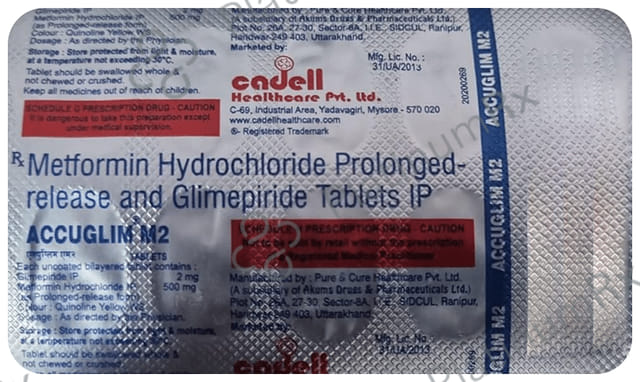 Glimepiride IP 2 mg
Metformin Hydrochloride IP 500 mg
(as Prolonged-release form)
Colour : Quinoline Yellow WS
Dosage : As directed by the Physician.
Storage : Store protected from light & moisture,
at a temperature not exceeding 30°C.
Tablet should be swallowed whole &
not chewed or crushed.
Keep all medicines out of reach of children.
SCHEDULE G PRESCRIPTION DRUG - CAUTION
It is dangerous to take this preparation except
under medical supervision.
Manufactured by : Pure & Cure Healthcare Pvt. Ltd.
(A subsidiary of Akums Drugs & Pharmaceuticals Ltd.)
Plot No. 26A, 27-30, Sector-8A, I.I.E., SIDCUL, Ranipur,
Haridwar-249 403, Uttarakhand.
Marketed by:
Mfg. Lic. No. :
31/UA/2013
cadell
Healthcare Pvt. Ltd.
C-69, Industrial Area, Yadavagiri, Mysore - 570 020
www.cadellhealthcare.com
®- Registered Trademark
20200269
ACCUGLIM M2
Rx Metformin Hydrochloride Prolonged-
release and Glimepiride Tablets IP
ACCUGLIM M2
TABLETS
Each uncoated bilayered tablet contains :
Glimepiride IP 2 mg
Metformin Hydrochloride IP 500 mg
(as Prolonged-release form)
Colour : Quinoline Yellow WS
Dosage : As directed by the Physician.
Storage : Store protected from light & moisture,
at a temperature not exceeding 30°C.
Tablet should be swallowed whole &
not chewed or crushed.
SCHEDULE H PRESCRIPTION DRUG - CAUTION
Not to be sold by retail without the prescription
of a Registered Medical Practitioner
Manufactured by : Pure & Cure Healthcare Pvt. Ltd.
(A subsidiary of Akums Drugs & Pharmaceuticals Ltd.)
Plot No. 26A, 27-30, Sector-8A, I.I.E., SIDCUL, Ranipur,
Haridwar-249 403, Uttarakhand.
Marketed by:
Mfg. Lic. No.
31/UA/2013
cadell
ACCUGLIM M2
GLIM M2